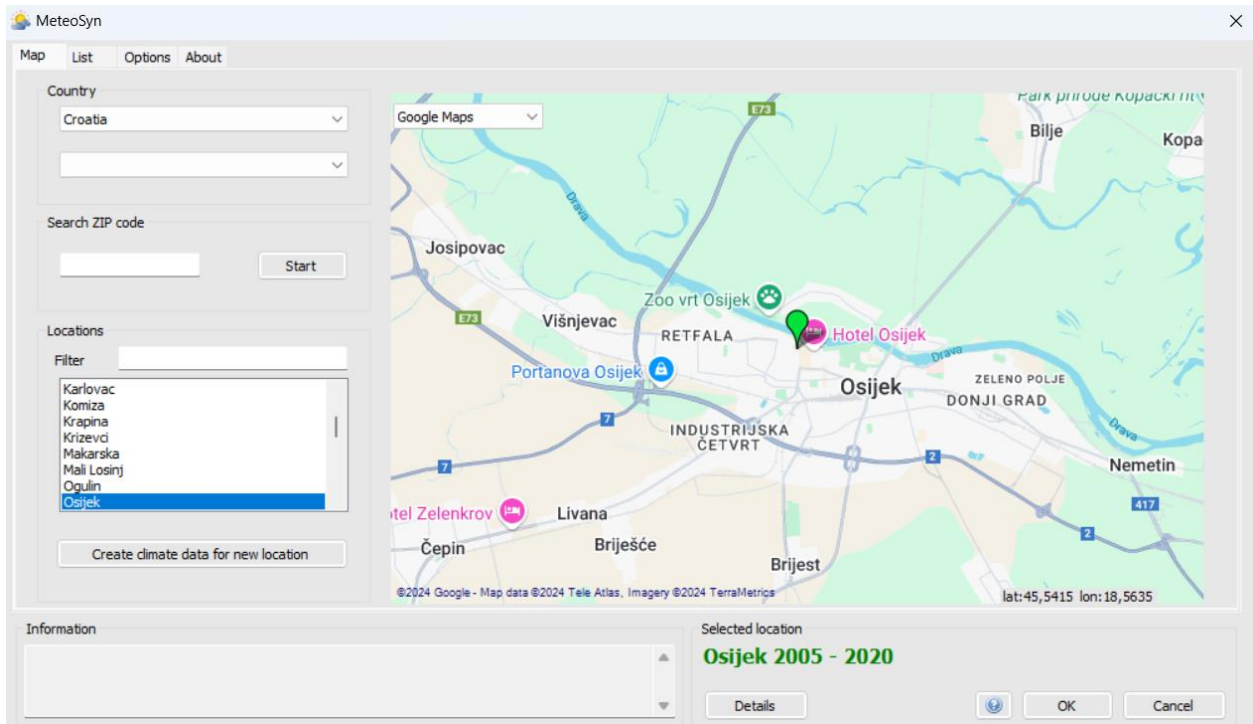 MeteoSyn
Map List Options About
Country
Croatia
Search ZIP code
Start
Locations
Filter
Karlovac
Komiza
Krapina
Krizevci
Makarska
Mali Losinj
Ogulin
Osijek
Create climate data for new location
Google Maps
E73
Park prirode Kopački rit
Bilje
Kopa
Drava
Josipovac
Zoo vrt Osijek
E73
Višnjevac
RETFALA
Hotel Osijek
Drava
Portanova Osijek
Osijek
ZELENO POLJE
DONJI GRAD
7
INDUSTRIJSKA
ČETVRT
Drava
7
2
Nemetin
417
tel Zelenkrov
Livana
2
Čepin
Briješće
Brijest
©2024 Google - Map data ©2024 Tele Atlas, Imagery ©2024 TerraMetrics
lat:45,5415 lon:18,5635
Information
Selected location
Osijek 2005 - 2020
Details
OK
Cancel